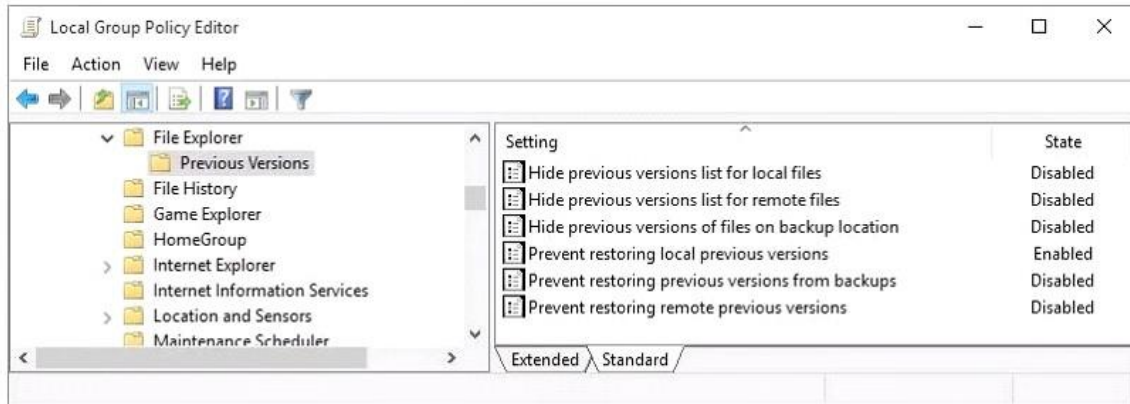 Local Group Policy Editor
File Action View Help
File Explorer
Previous Versions
File History
Game Explorer
HomeGroup
Internet Explorer
Internet Information Services
Location and Sensors
Maintenance Scheduler
Setting State
Hide previous versions list for local files Disabled
Hide previous versions list for remote files Disabled
Hide previous versions of files on backup location Disabled
Prevent restoring local previous versions Enabled
Prevent restoring previous versions from backups Disabled
Prevent restoring remote previous versions Disabled
Extended Standard